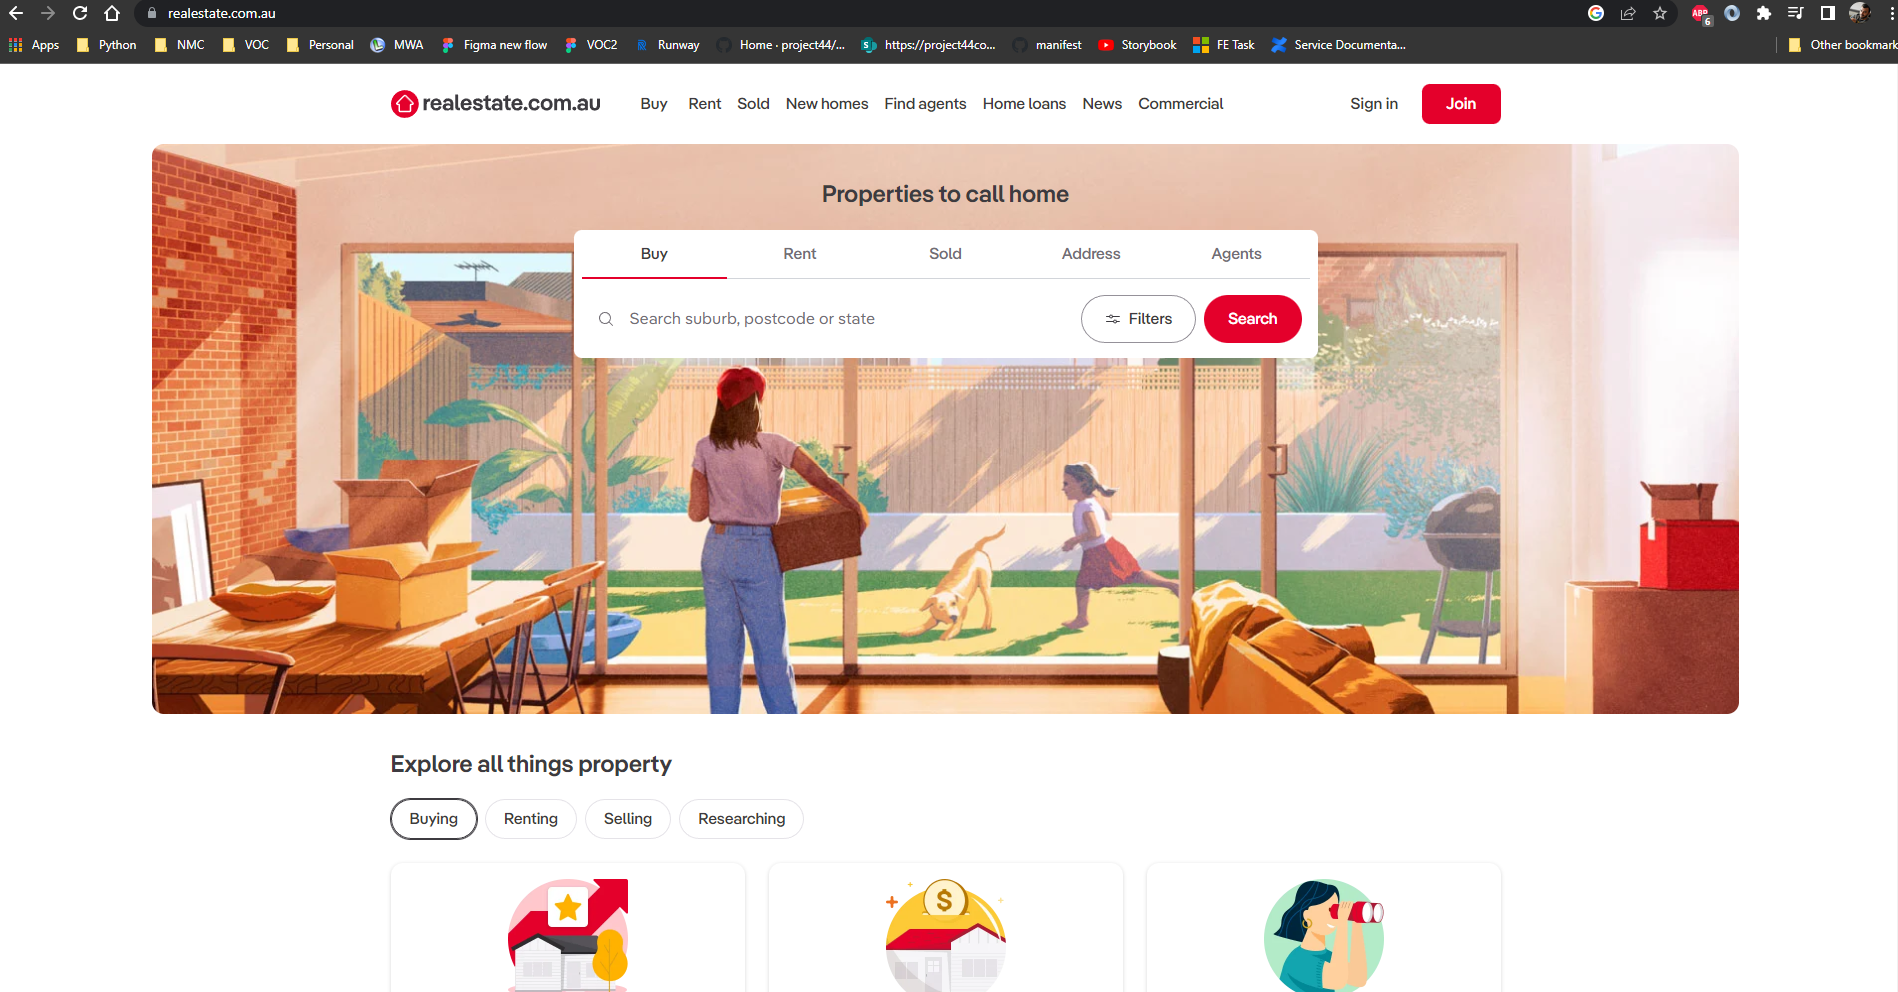 realestate.com.au
ABP
6
Apps Python NMC VOC Personal MWA Figma new flow VOC2 Runway Home · project44/... https://project44co... manifest Storybook FE Task Service Documenta... Other bookmark
realestate.com.au Buy Rent Sold New homes Find agents Home loans News Commercial Sign in Join
Properties to call home
Buy Rent Sold Address Agents
Search suburb, postcode or state Filters Search
Explore all things property
Buying Renting Selling Researching
$